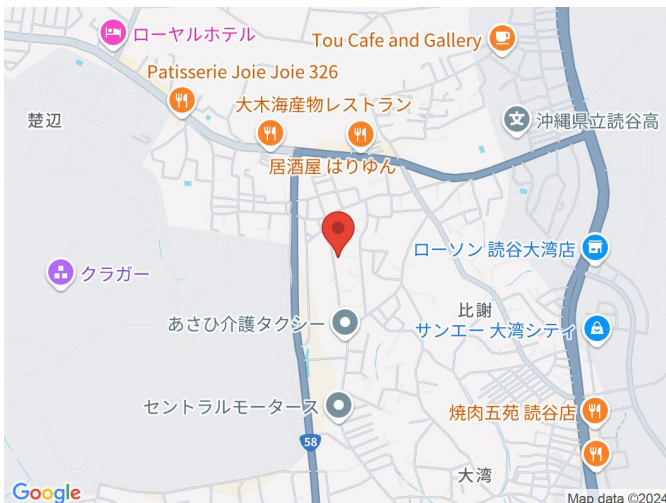 ローヤルホテル
Tou Cafe and Gallery
Patisserie Joie Joie 326
大木海産物レストラン
楚辺
沖縄県立読谷高
居酒屋 はりゆん
ローソン 読谷大湾店
クラガー
比謝
あさひ介護タクシー
サンエー 大湾シティ
セントラルモータース
焼肉五苑 読谷店
58
大湾
Google
Map data ©2024